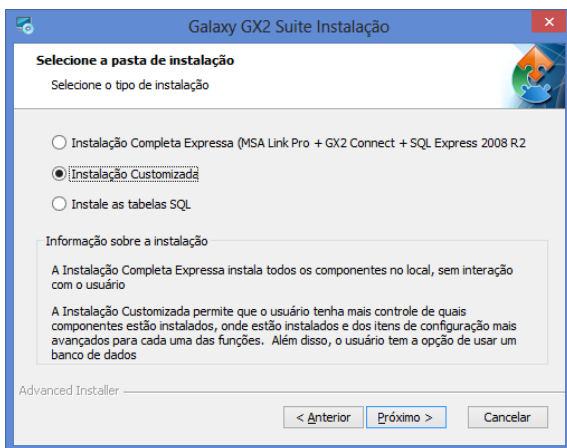 Galaxy GX2 Suite Instalação
Selecione a pasta de instalação
Selecione o tipo de instalação
Instalação Completa Expressa (MSA Link Pro + GX2 Connect + SQL Express 2008 R2
Instalação Customizada
Instale as tabelas SQL
Informação sobre a instalação
A Instalação Completa Expressa instala todos os componentes no local, sem interação
com o usuário
A Instalação Customizada permite que o usuário tenha mais controle de quais
componentes estão instalados, onde estão instalados e dos itens de configuração mais
avançados para cada uma das funções. Além disso, o usuário tem a opção de usar um
banco de dados
Advanced Installer
< Anterior Próximo > Cancelar